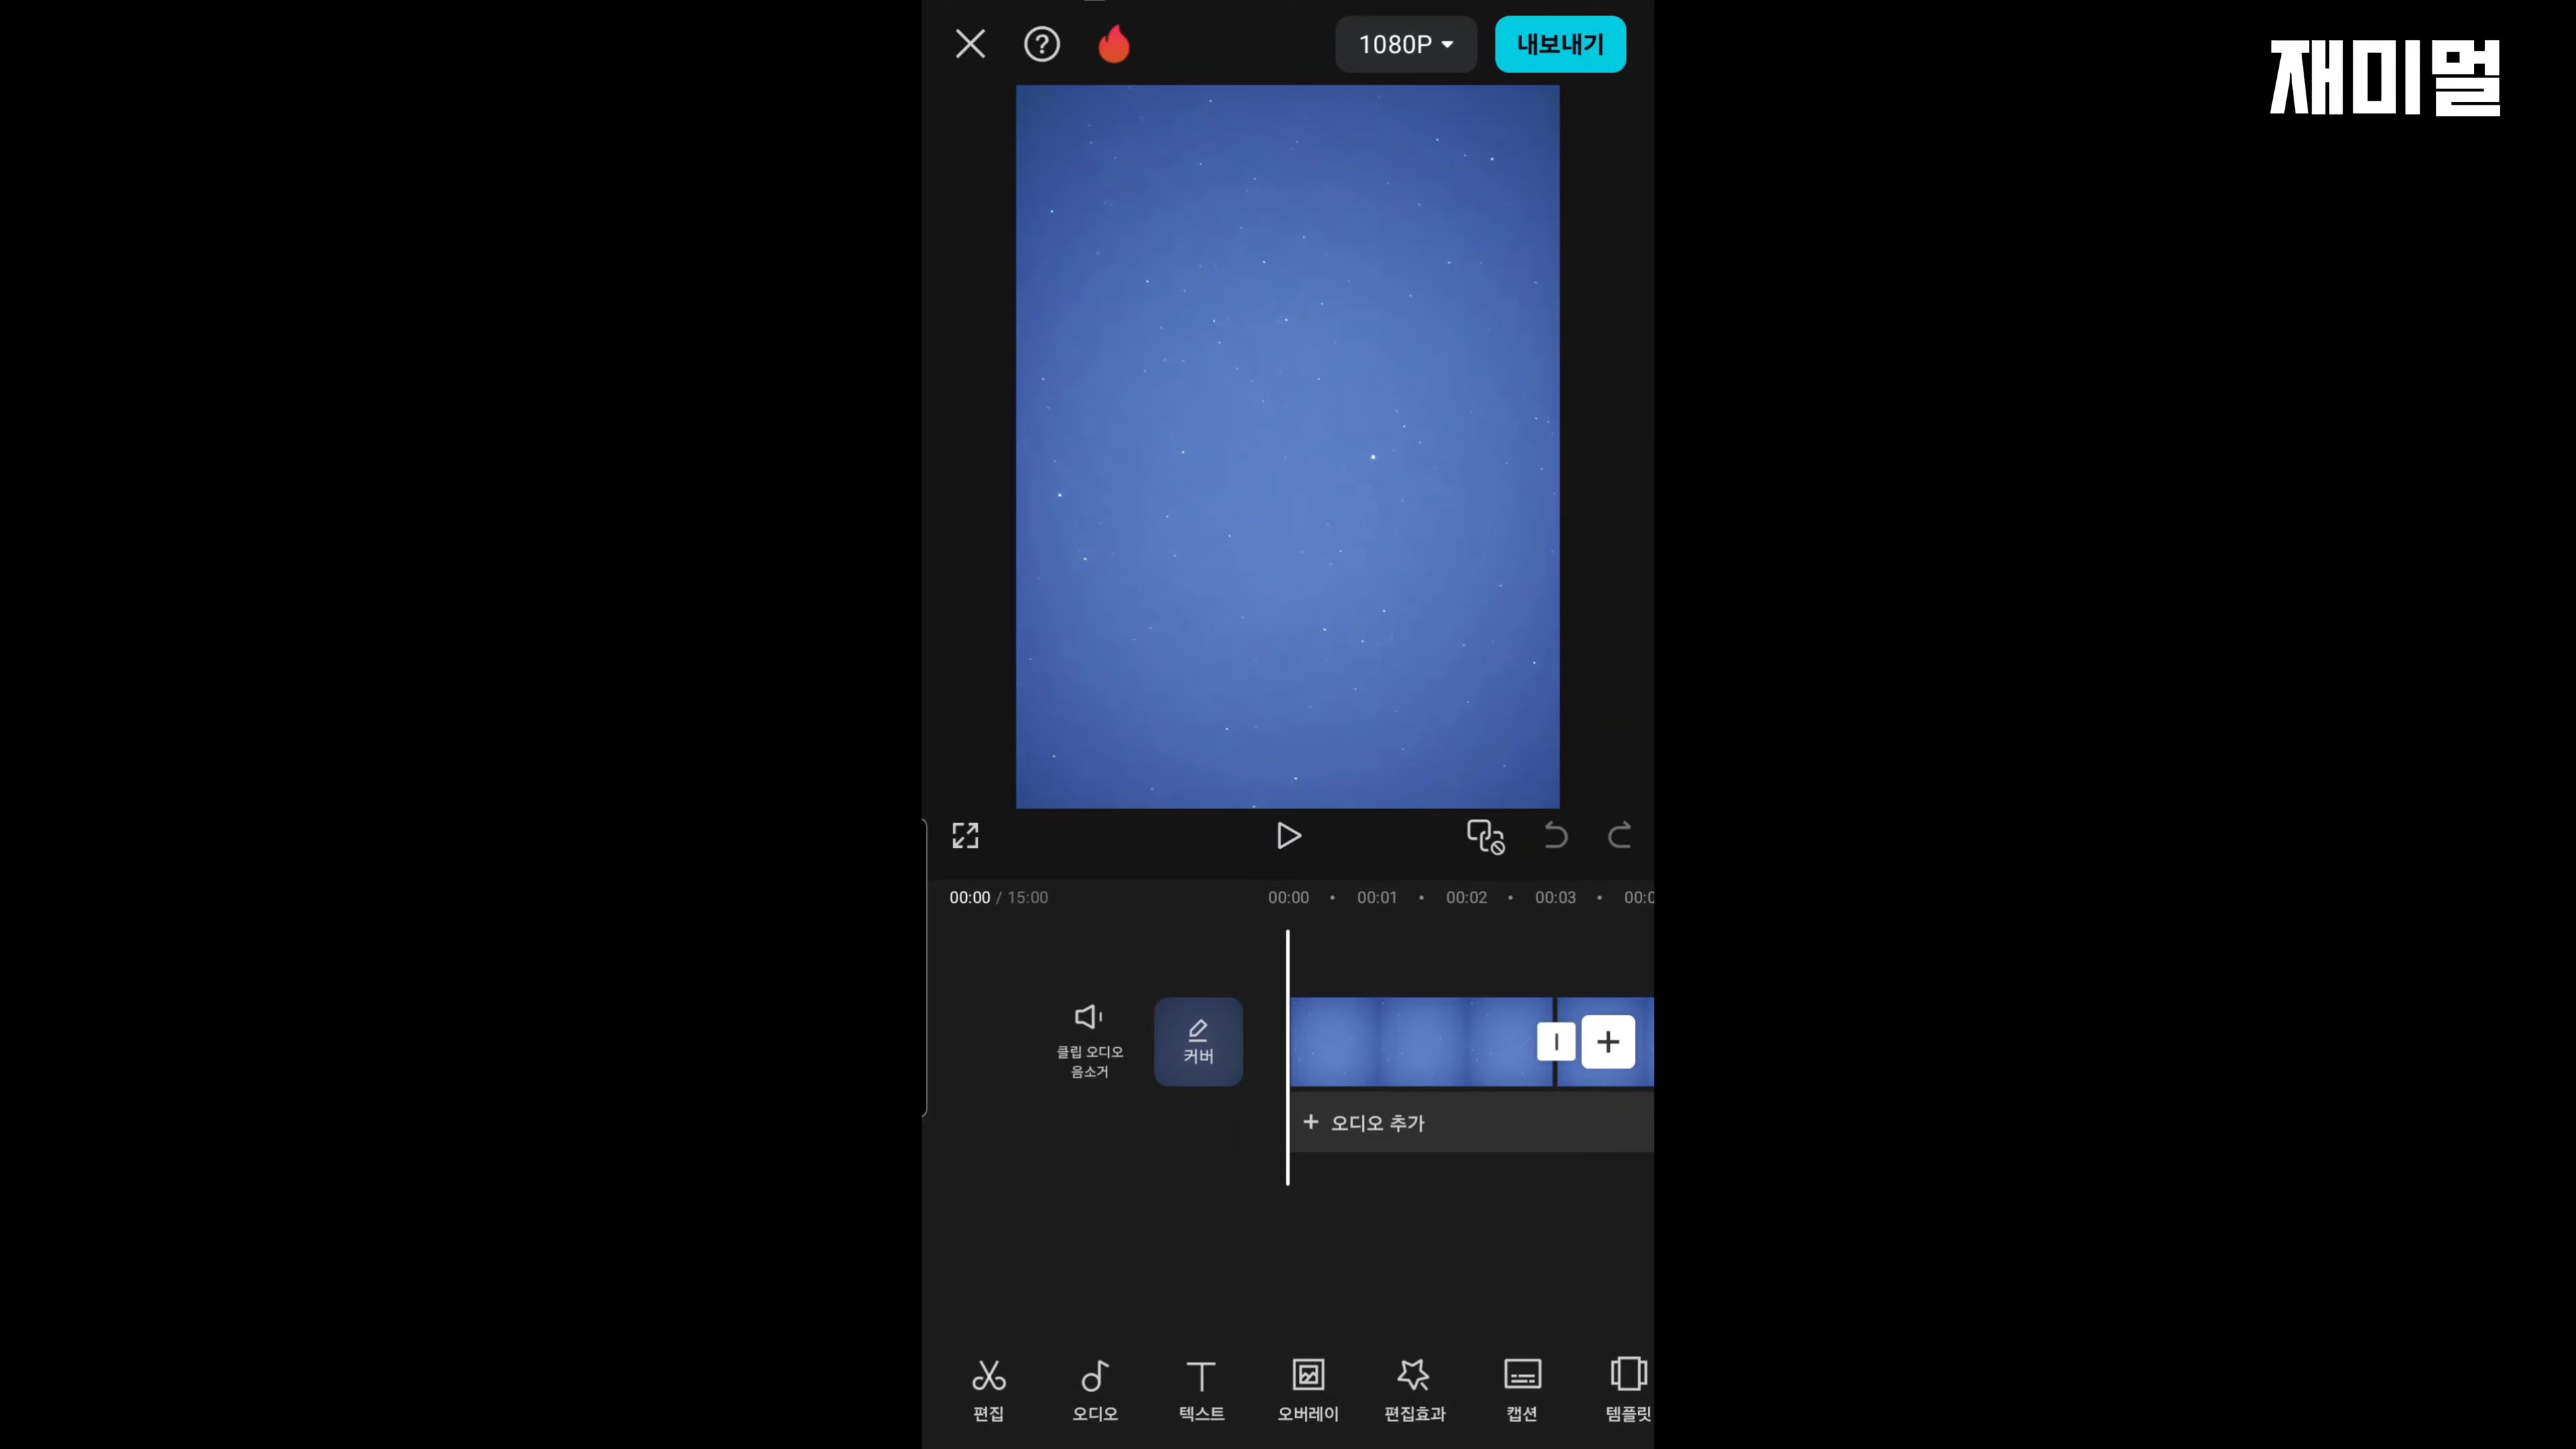 1080P
내보내기
재미멀
00:00 / 15:00
00:00
00:01
00:02
00:03
00:0
클립 오디오
음소거
커버
+ 오디오 추가
편집
오디오
텍스트
오버레이
편집효과
캡션
템플릿